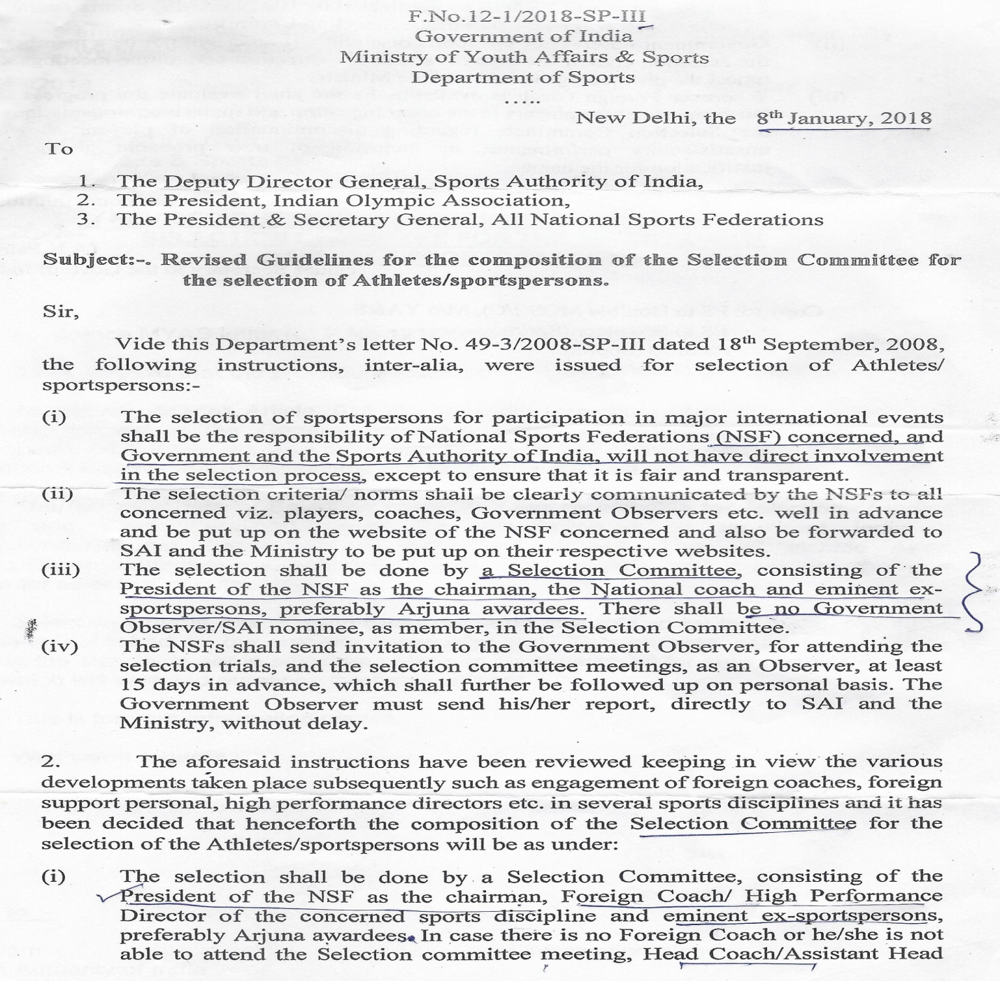 F.No.12-1/2018-SP-III
Government of India
Ministry of Youth Affairs & Sports
Department of Sports
.....
New Delhi, the 8th January, 2018
To
1. The Deputy Director General, Sports Authority of India,
2. The President, Indian Olympic Association,
3. The President & Secretary General, All National Sports Federations
Subject:-. Revised Guidelines for the composition of the Selection Committee for
the selection of Athletes/sportspersons.
Sir,
Vide this Department's letter No. 49-3/2008-SP-III dated 18th September, 2008,
the following instructions, inter-alia, were issued for selection of Athletes/
sportspersons:-
(i) The selection of sportspersons for participation in major international events
shall be the responsibility of National Sports Federations (NSF) concerned, and
Government and the Sports Authority of India, will not have direct involvement
in the selection process, except to ensure that it is fair and transparent.
(ii) The selection criteria/ norms shall be clearly communicated by the NSFs to all
concerned viz. players, coaches, Government Observers etc. well in advance
and be put up on the website of the NSF concerned and also be forwarded to
SAI and the Ministry to be put up on their respective websites.
(iii) The selection shall be done by a Selection Committee, consisting of the
President of the NSF as the chairman, the National coach and eminent ex-
sportspersons, preferably Arjuna awardees. There shall be no Government
Observer/SAI nominee, as member, in the Selection Committee.
(iv) The NSFs shall send invitation to the Government Observer, for attending the
selection trials, and the selection committee meetings, as an Observer, at least
15 days in advance, which shall further be followed up on personal basis. The
Government Observer must send his/her report, directly to SAI and the
Ministry, without delay.
2. The aforesaid instructions have been reviewed keeping in view the various
developments taken place subsequently such as engagement of foreign coaches, foreign
support personal, high performance directors etc. in several sports disciplines and it has
been decided that henceforth the composition of the Selection Committee for the
selection of the Athletes/sportspersons will be as under:
(i) The selection shall be done by a Selection Committee, consisting of the
President of the NSF as the chairman, Foreign Coach/ High Performance
Director of the concerned sports discipline and eminent ex-sportspersons,
preferably Arjuna awardees. In case there is no Foreign Coach or he/she is not
able to attend the Selection committee meeting, Head Coach/Assistant Head